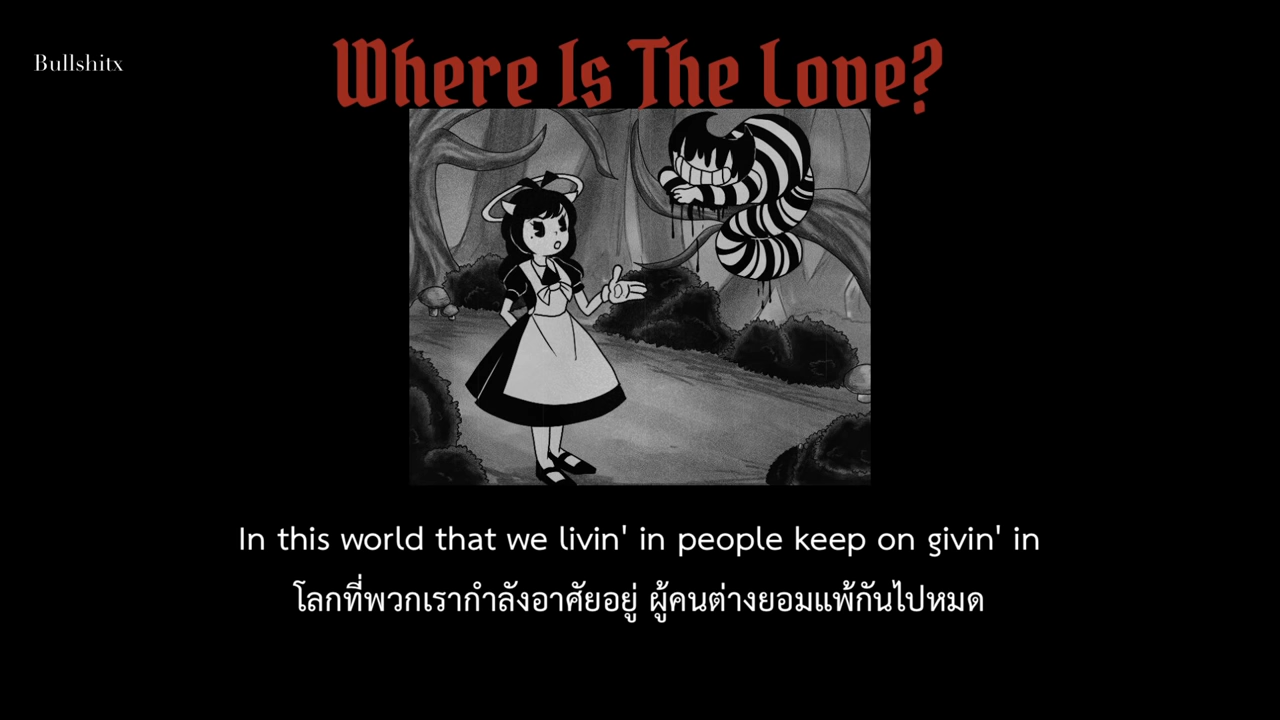 Bullshitx
Where Is The Love?
In this world that we livin' in people keep on givin' in
โลกที่พวกเรากำลังอาศัยอยู่ ผู้คนต่างยอมแพ้กันไปหมด